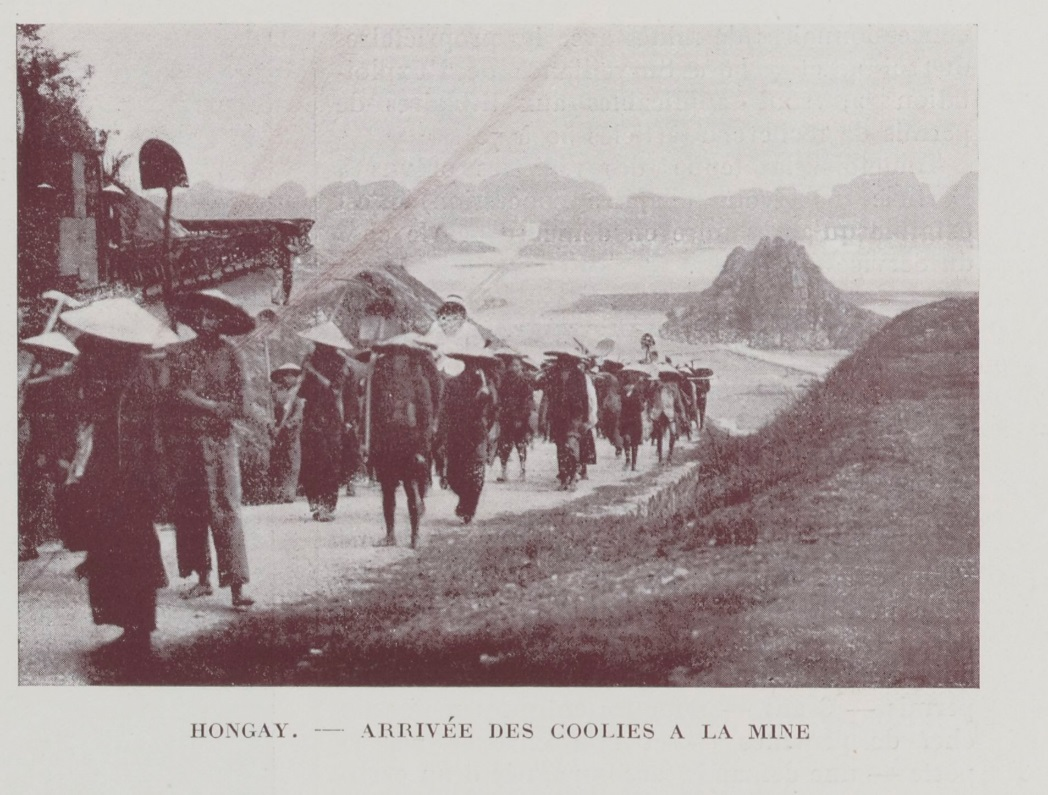 HONGAY. — ARRIVÉE DES COOLIES A LA MINE